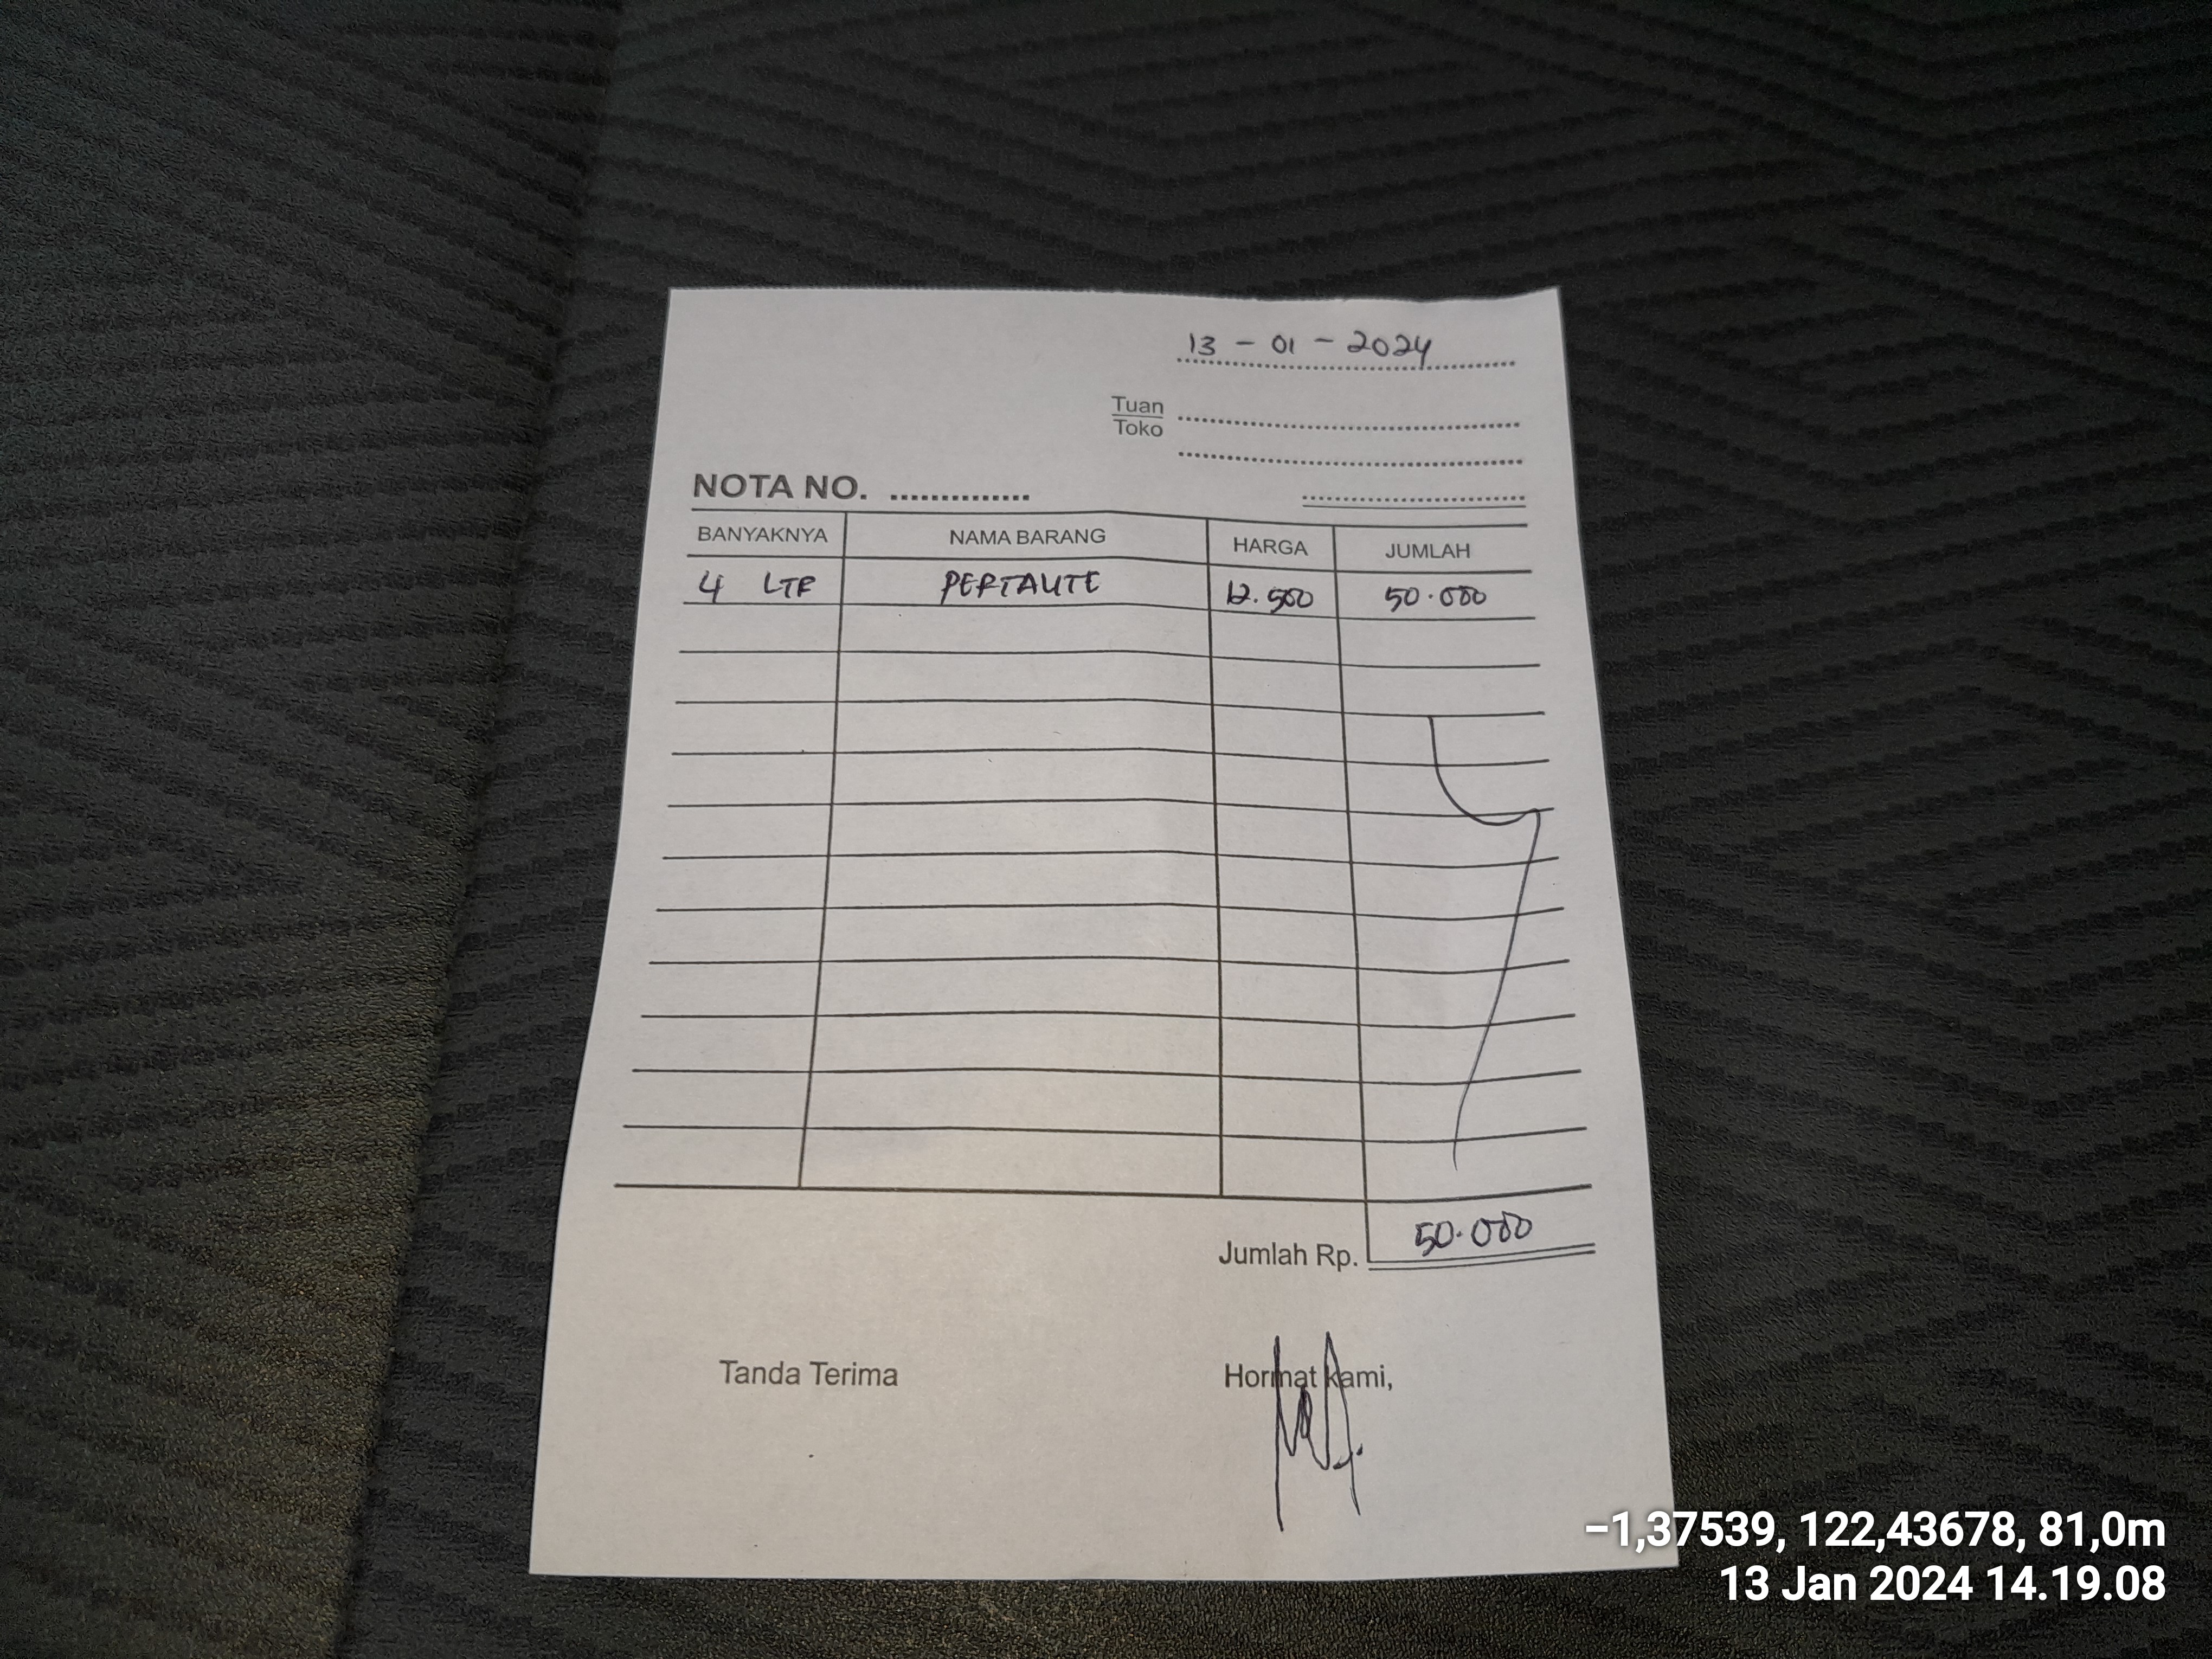 13 - 01 - 2024
Tuan
Toko
NOTA NO. ..............
BANYAKNYA NAMA BARANG HARGA JUMLAH
4 LTR PERTALITE 12.500 50.000
Jumlah Rp. 50.000
Tanda Terima Hormat kami,
−1,37539, 122,43678, 81,0m
13 Jan 2024 14.19.08